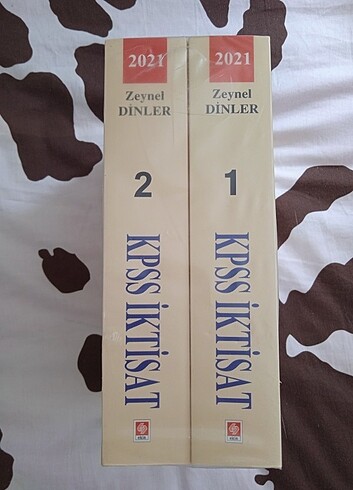 2021
Zeynel
DİNLER
2
KPSS İKTİSAT
2021
Zeynel
DİNLER
1
KPSS İKTİSAT